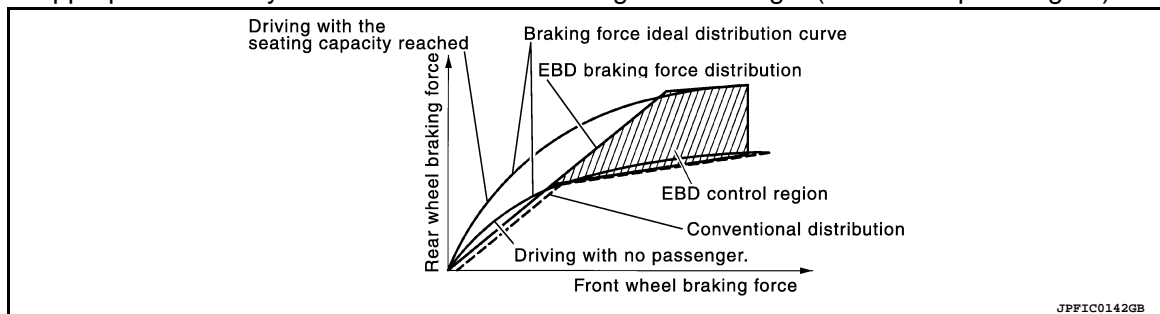 Driving with the
seating capacity reached
Braking force ideal distribution curve
EBD braking force distribution
Rear wheel braking force
EBD control region
Conventional distribution
Driving with no passenger.
Front wheel braking force
JPFIC0142GB